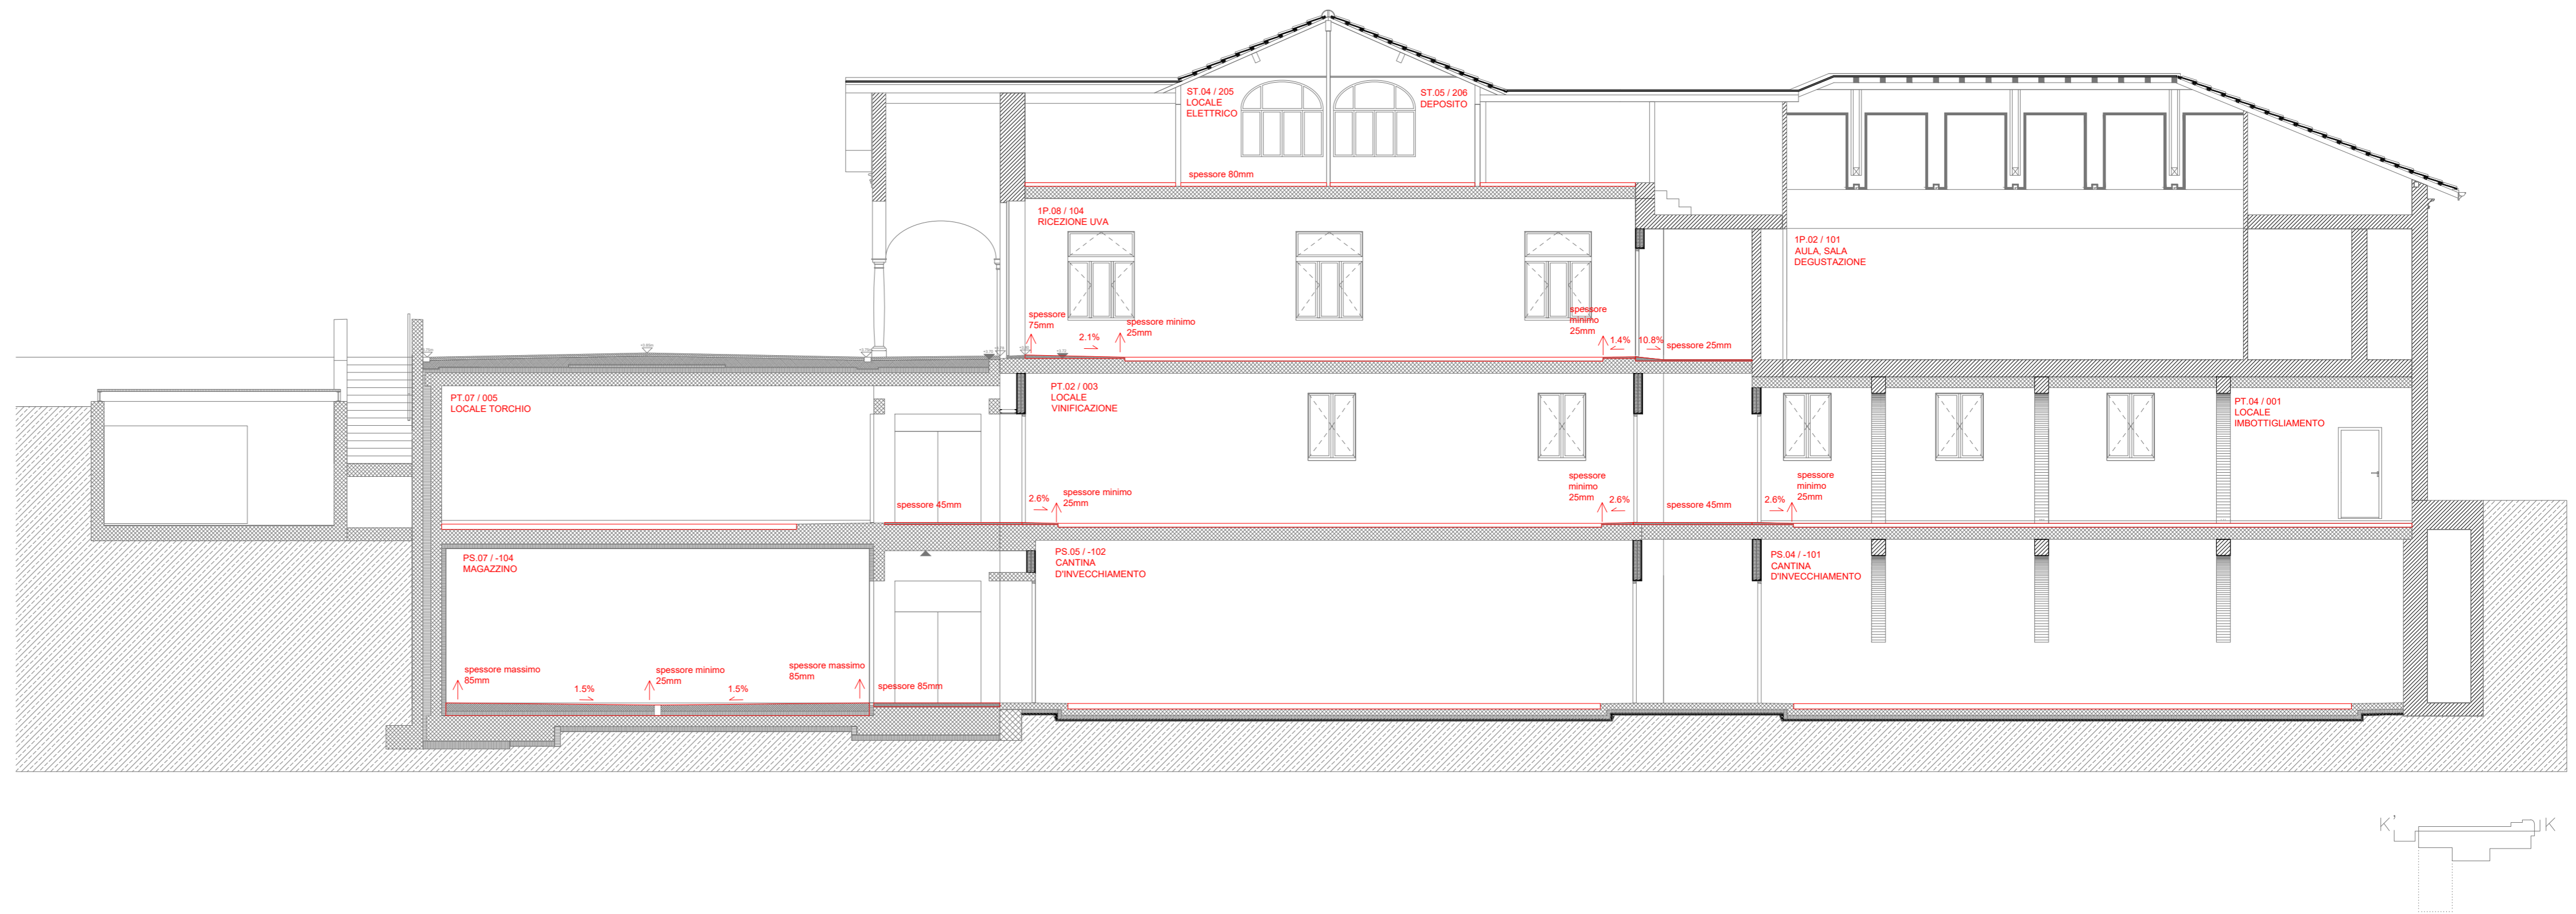 ST.04 / 205
LOCALE
ELETTRICO
ST.05 / 206
DEPOSITO
spessore 80mm
1P.08 / 104
RICEZIONE UVA
1P.02 / 101
AULA, SALA
DEGUSTAZIONE
spessore
75mm
2.1%
spessore minimo
25mm
spessore
minimo
25mm
1.4%
10.8%
spessore 25mm
PT.07 / 005
LOCALE TORCHIO
PT.02 / 003
LOCALE
VINIFICAZIONE
PT.04 / 001
LOCALE
IMBOTTIGLIAMENTO
spessore 45mm
2.6%
spessore minimo
25mm
spessore
minimo
25mm
2.6%
spessore 45mm
2.6%
spessore
minimo
25mm
PS.07 / -104
MAGAZZINO
PS.05 / -102
CANTINA
D'INVECCHIAMENTO
PS.04 / -101
CANTINA
D'INVECCHIAMENTO
spessore massimo
85mm
1.5%
spessore minimo
25mm
1.5%
spessore massimo
85mm
spessore 85mm
K'
K